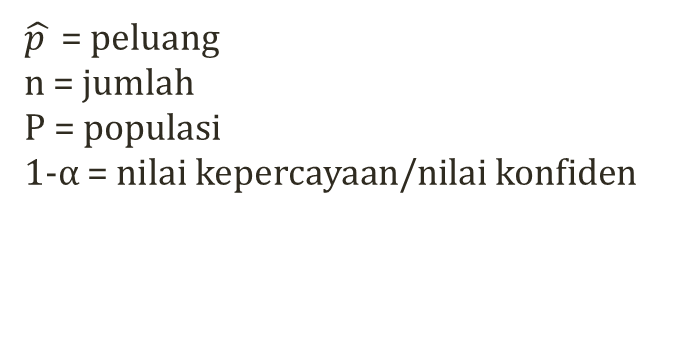 p̂ = peluang
n = jumlah
P = populasi
1-α = nilai kepercayaan/nilai konfiden